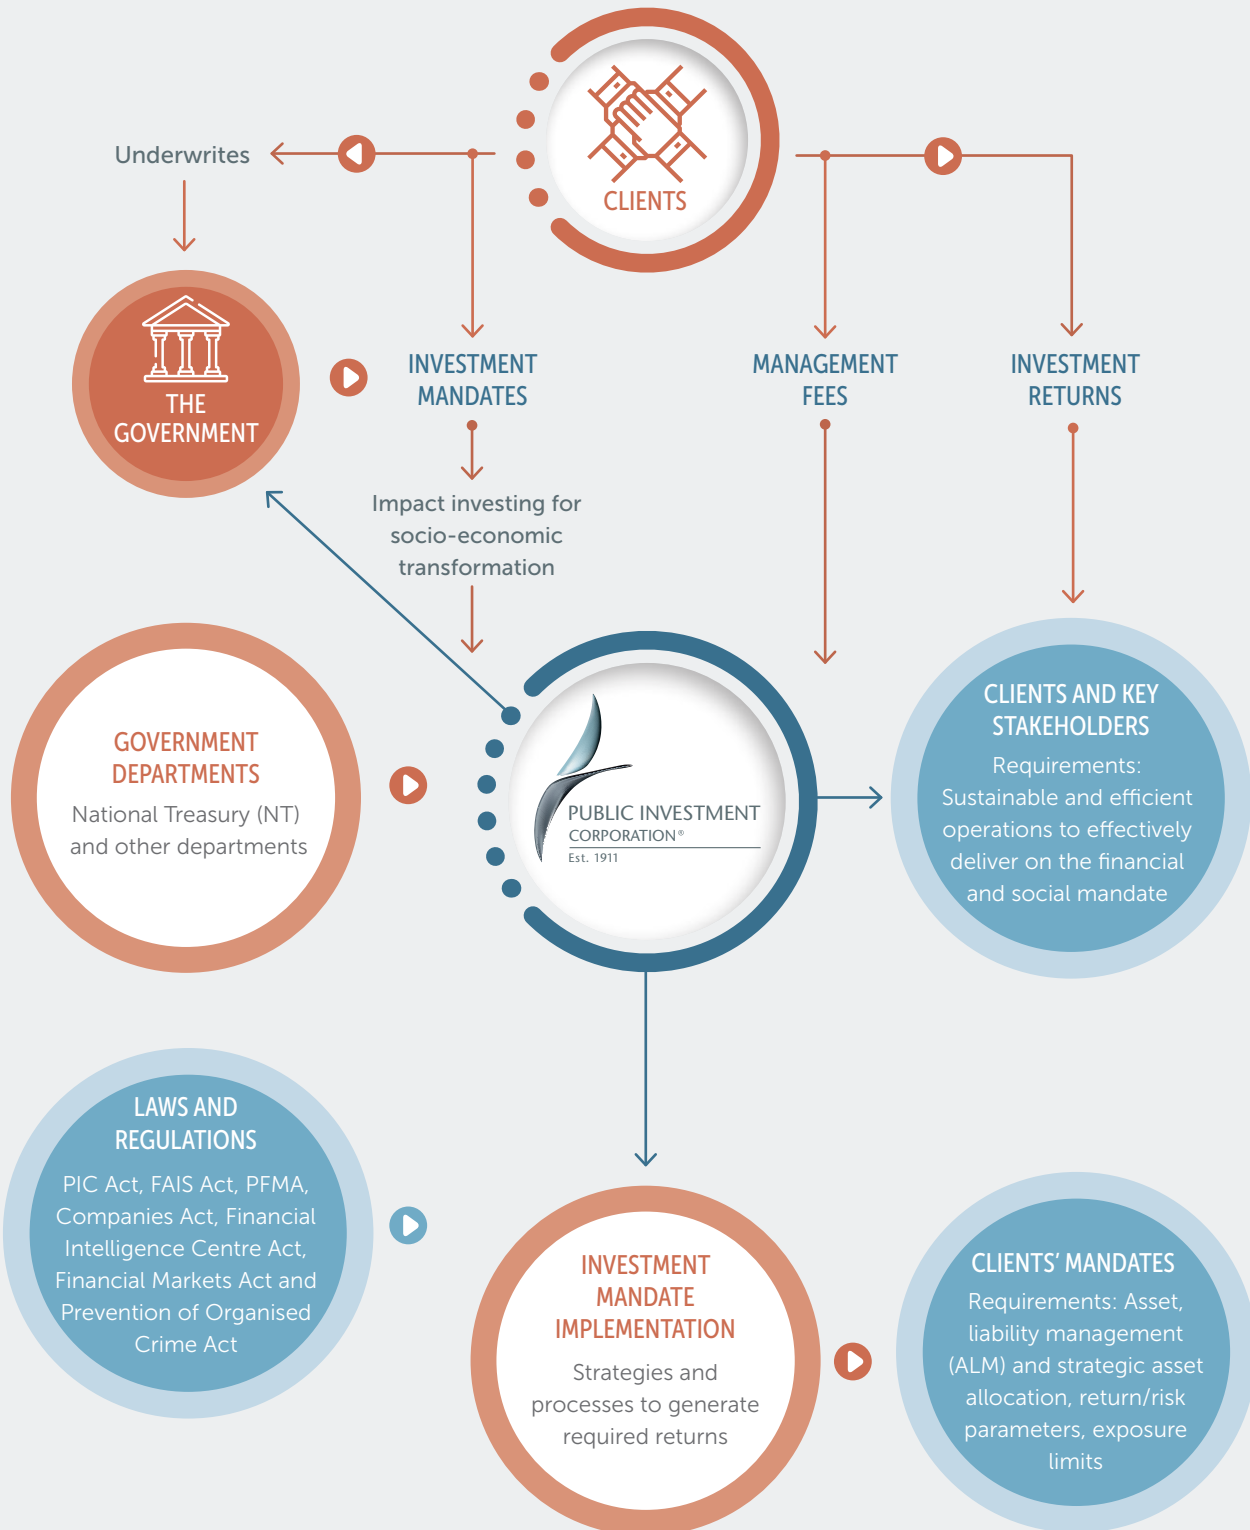 CLIENTS
Underwrites
THE
GOVERNMENT
INVESTMENT
MANDATES
MANAGEMENT
FEES
INVESTMENT
RETURNS
Impact investing for
socio-economic
transformation
GOVERNMENT
DEPARTMENTS
National Treasury (NT)
and other departments
PUBLIC INVESTMENT
CORPORATION®
Est. 1911
CLIENTS AND KEY
STAKEHOLDERS
Requirements:
Sustainable and efficient
operations to effectively
deliver on the financial
and social mandate
LAWS AND
REGULATIONS
PIC Act, FAIS Act, PFMA,
Companies Act, Financial
Intelligence Centre Act,
Financial Markets Act and
Prevention of Organised
Crime Act
INVESTMENT
MANDATE
IMPLEMENTATION
Strategies and
processes to generate
required returns
CLIENTS’ MANDATES
Requirements: Asset,
liability management
(ALM) and strategic asset
allocation, return/risk
parameters, exposure
limits